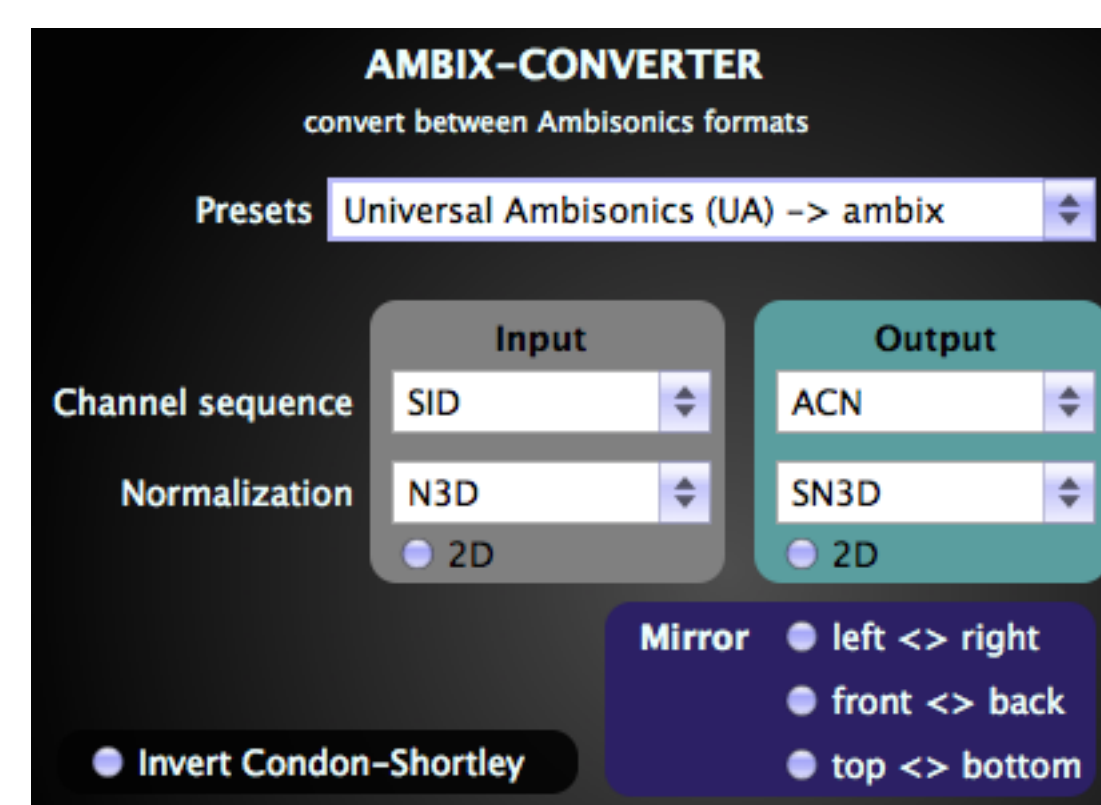 AMBIX–CONVERTER
convert between Ambisonics formats
Presets Universal Ambisonics (UA) –> ambix
Input Output
Channel sequence SID ACN
Normalization N3D SN3D
2D 2D
Mirror left <> right
front <> back
Invert Condon–Shortley top <> bottom